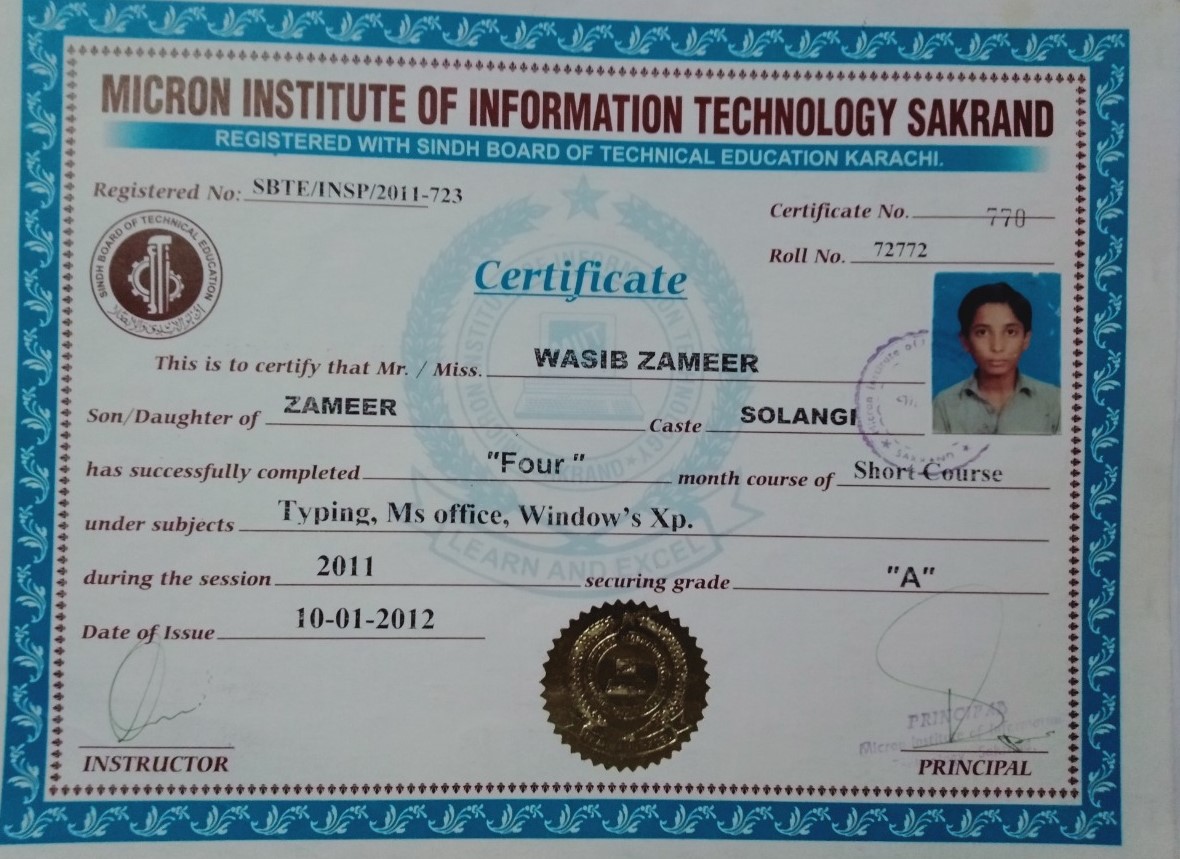 MICRON INSTITUTE OF INFORMATION TECHNOLOGY SAKRAND
REGISTERED WITH SINDH BOARD OF TECHNICAL EDUCATION KARACHI.
Registered No: SBTE/INSP/2011-723
Certificate No. 770
Roll No. 72772
SINDH BOARD OF TECHNICAL EDUCATION
Certificate
This is to certify that Mr. / Miss. WASIB ZAMEER
Son/Daughter of ZAMEER Caste SOLANGI
has successfully completed "Four " month course of Short Course
under subjects Typing, Ms office, Window's Xp.
LEARN AND EXCEL
during the session 2011 securing grade "A"
Date of Issue 10-01-2012
PRINCIPAL
Micron Institute of
INSTRUCTOR
PRINCIPAL